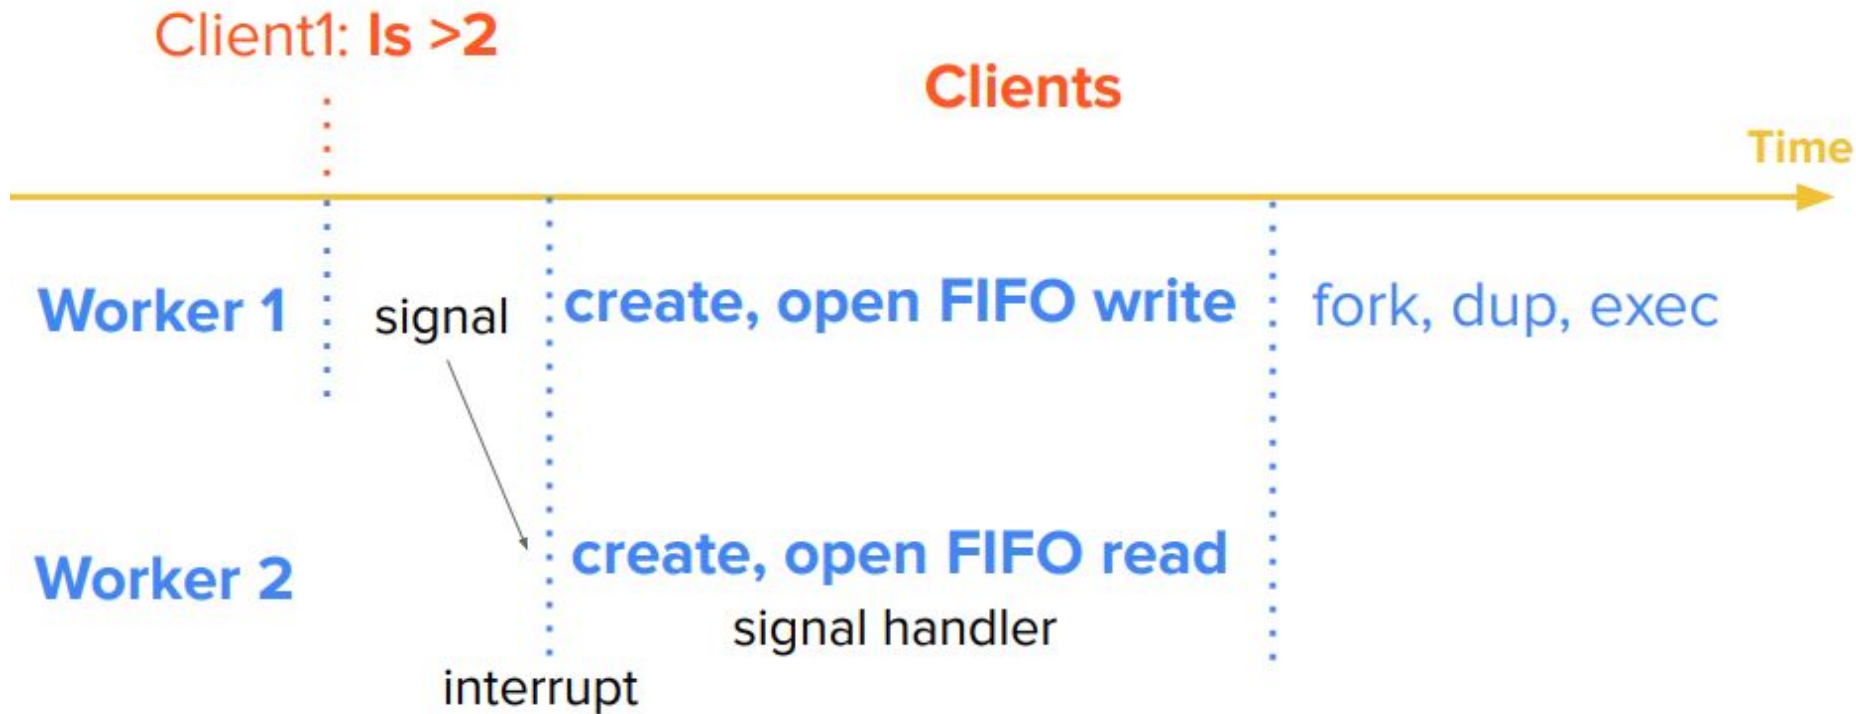 Client1: ls >2
Clients
Time
Worker 1
signal
create, open FIFO write
fork, dup, exec
Worker 2
create, open FIFO read
signal handler
interrupt